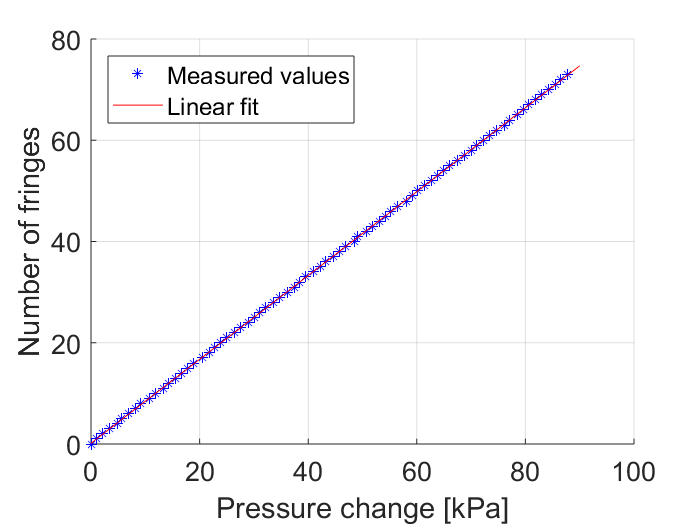 80
60
40
20
0
Number of fringes
Measured values
Linear fit
0 20 40 60 80 100
Pressure change [kPa]